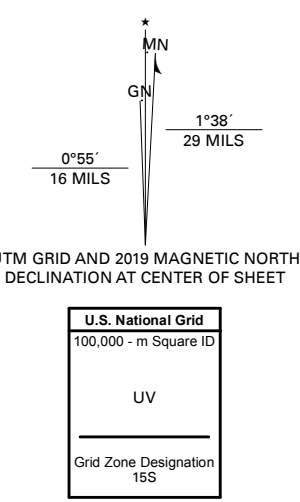 ★
MN
GN
1°38´
29 MILS
0°55´
16 MILS
UTM GRID AND 2019 MAGNETIC NORTH
DECLINATION AT CENTER OF SHEET
U.S. National Grid
100,000 - m Square ID
UV
Grid Zone Designation
15S